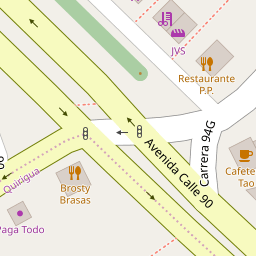 JVS
Restaurante
P.P.
Avenida Calle 90
Carrera 94G
Cafete
Tao
Quirigua
Brosty
Brasas
Paga Todo